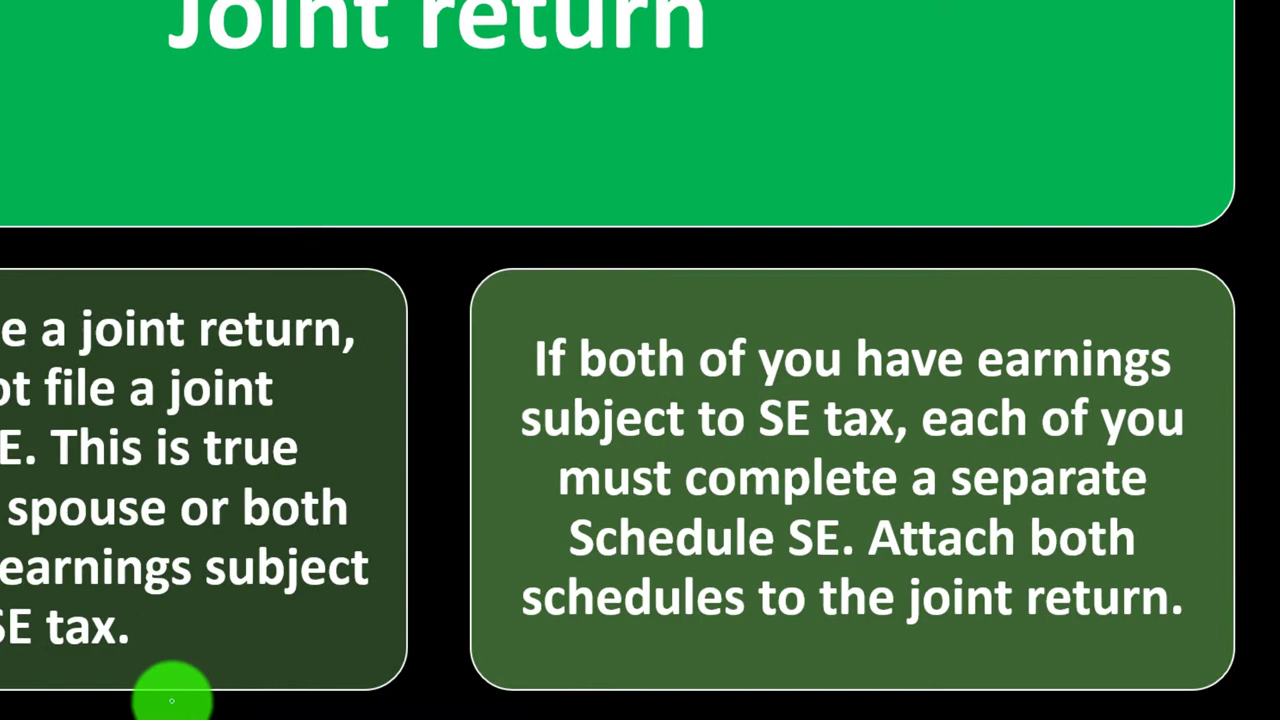 Joint return
e a joint return,
ot file a joint
E. This is true
spouse or both
earnings subject
SE tax.
If both of you have earnings
subject to SE tax, each of you
must complete a separate
Schedule SE. Attach both
schedules to the joint return.